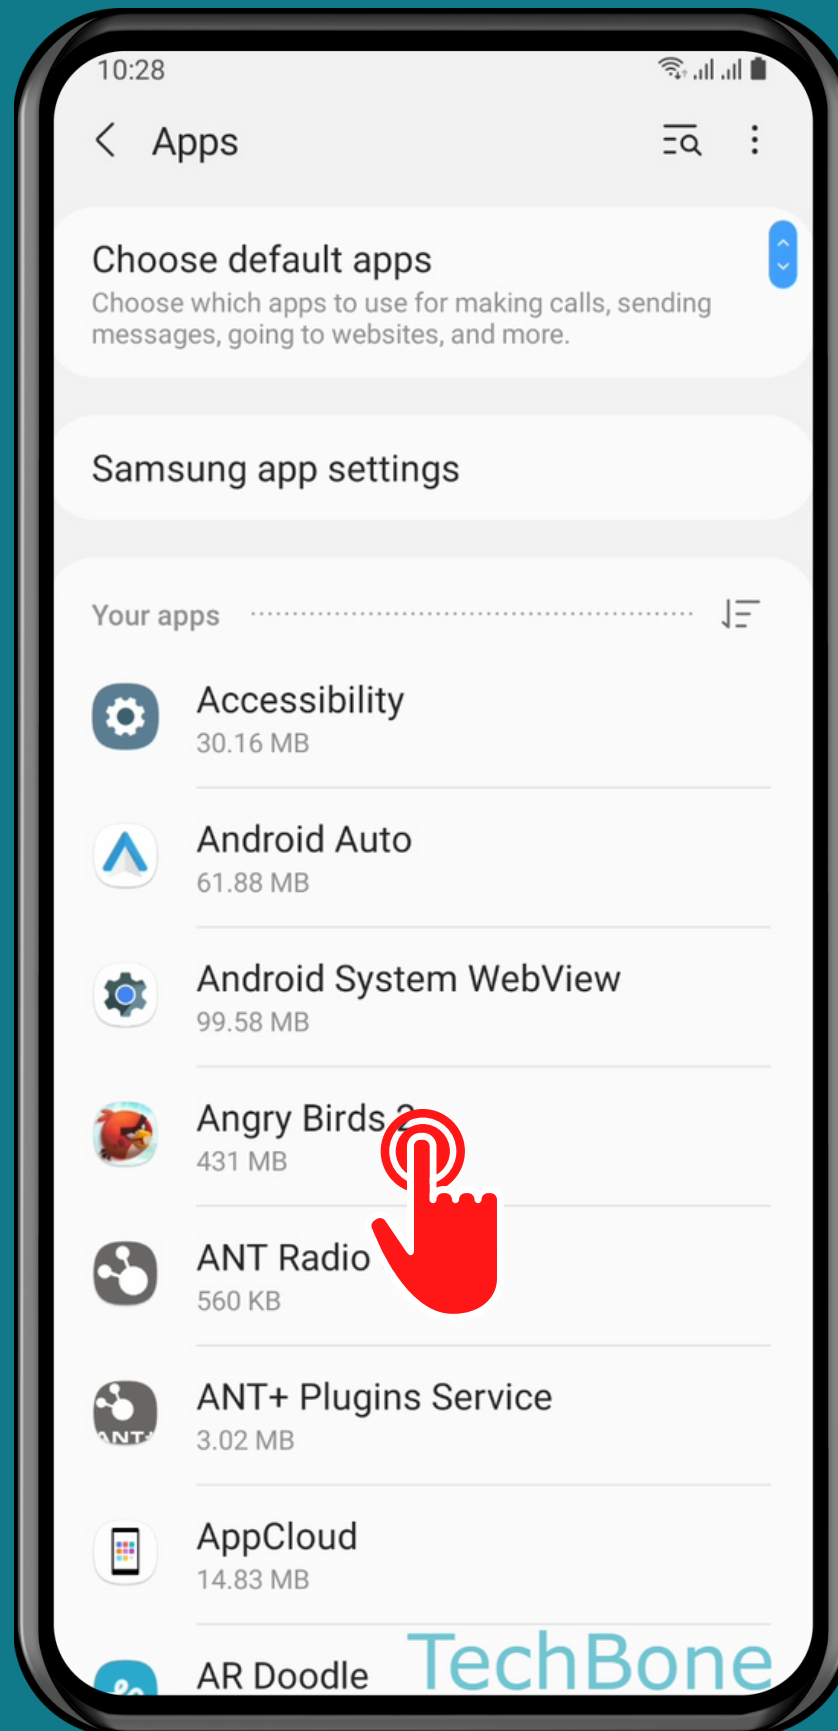 10:28
Apps
Choose default apps
Choose which apps to use for making calls, sending
messages, going to websites, and more.
Samsung app settings
Your apps
Accessibility
30.16 MB
Android Auto
61.88 MB
Android System WebView
99.58 MB
Angry Birds 2
431 MB
ANT Radio
560 KB
ANT+ Plugins Service
ANT+
3.02 MB
AppCloud
14.83 MB
AR Doodle
TechBone